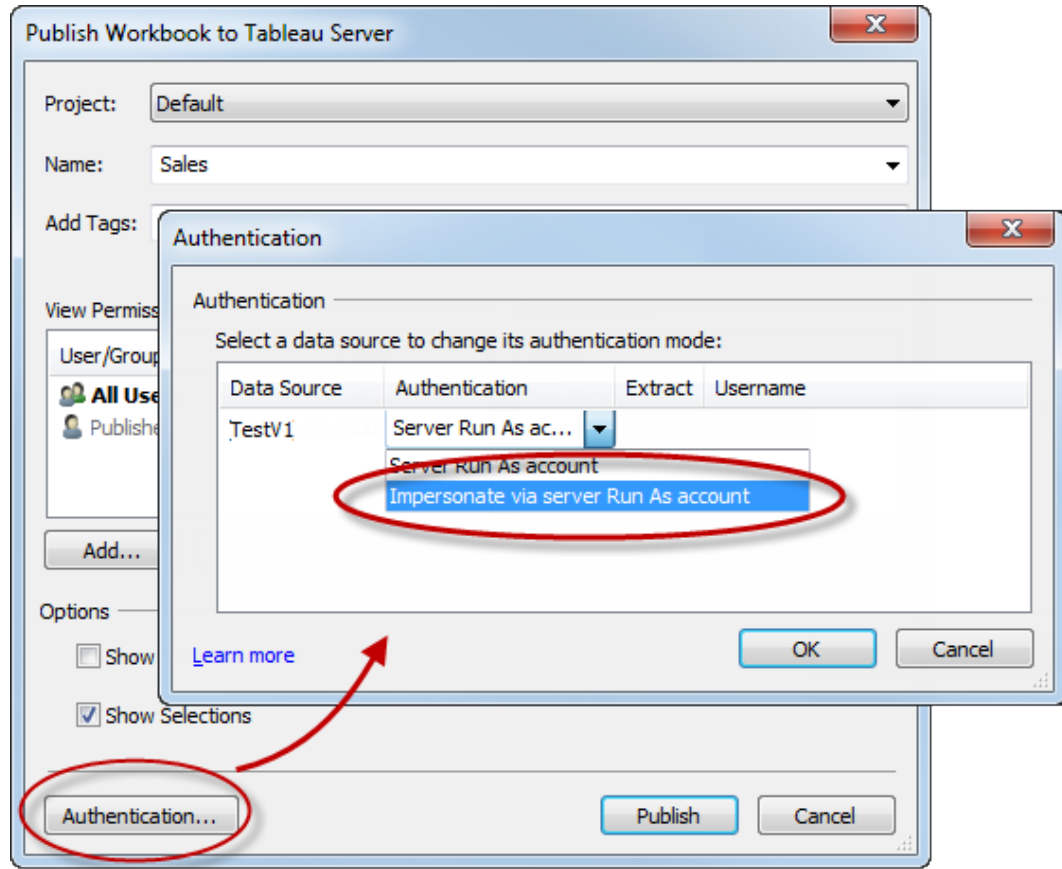 Publish Workbook to Tableau Server
Project: Default
Name: Sales
Add Tags:
Authentication
Authentication
Select a data source to change its authentication mode:
Data Source Authentication Extract Username
TestV1 Server Run As ac...
Server Run As account
Impersonate via server Run As account
Learn more
OK Cancel
View Permiss
User/Group
All Use
Publishe
Add...
Options
Show
Show Selections
Authentication...
Publish Cancel